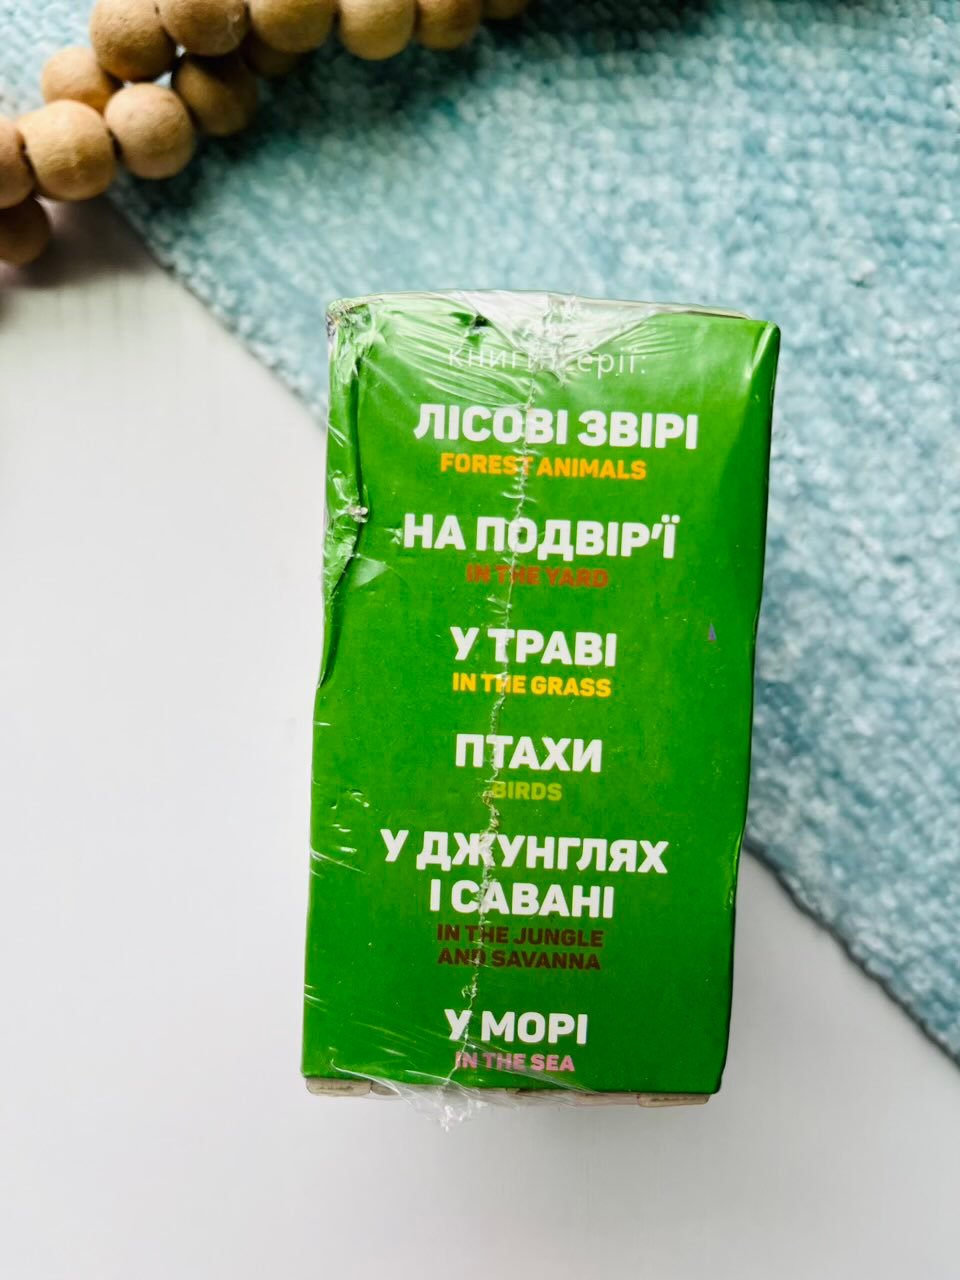 книги серії:
ЛІСОВІ ЗВІРІ
FOREST ANIMALS
НА ПОДВІР’Ї
IN THE YARD
У ТРАВІ
IN THE GRASS
ПТАХИ
BIRDS
У ДЖУНГЛЯХ
І САВАНІ
IN THE JUNGLE
AND SAVANNA
У МОРІ
IN THE SEA